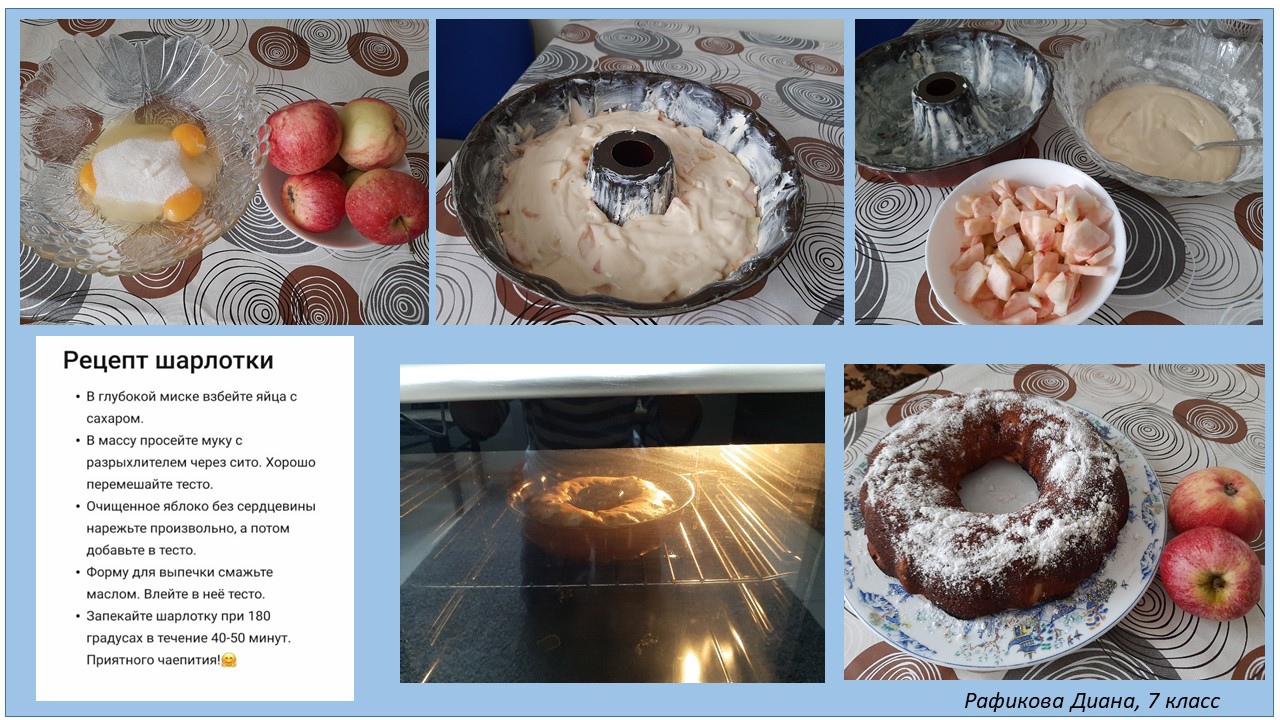 Рецепт шарлотки
• В глубокой миске взбейте яйца с
сахаром.
• В массу просейте муку с
разрыхлителем через сито. Хорошо
перемешайте тесто.
• Очищенное яблоко без сердцевины
нарежьте произвольно, а потом
добавьте в тесто.
• Форму для выпечки смажьте
маслом. Влейте в неё тесто.
• Запекайте шарлотку при 180
градусах в течение 40-50 минут.
Приятного чаепития!🤗
Рафикова Диана, 7 класс